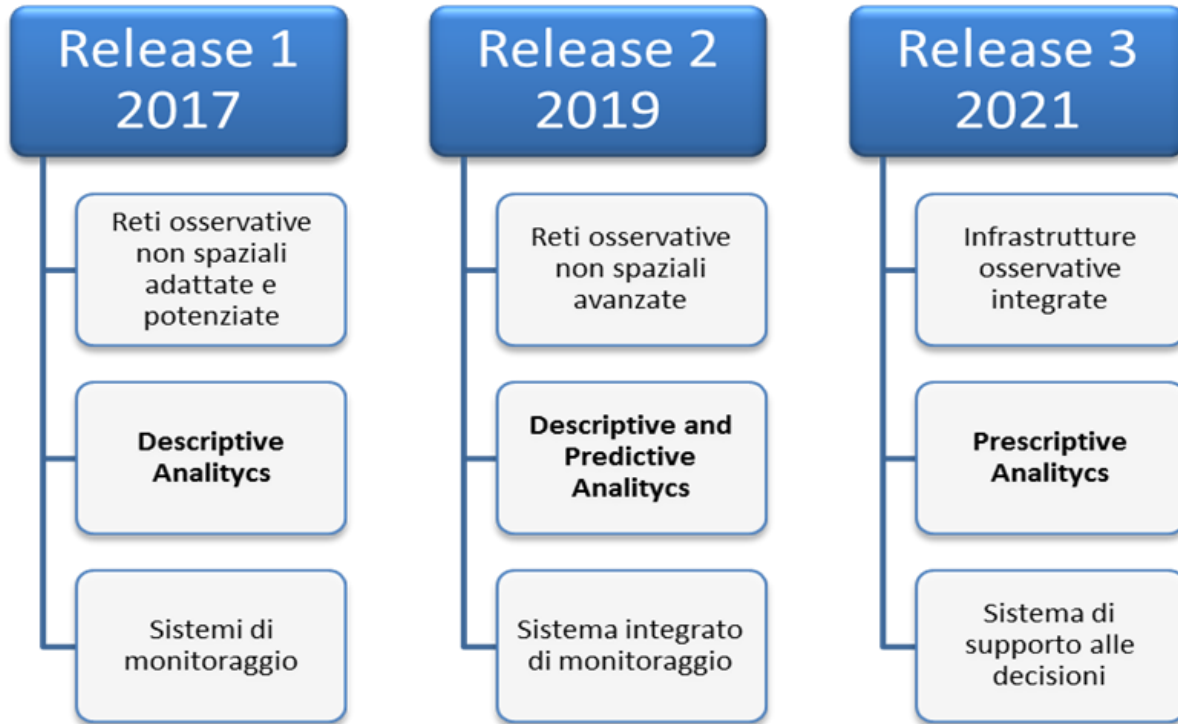 Release 1
2017
Reti osservative
non spaziali
adattate e
potenziate
Descriptive
Analitycs
Sistemi di
monitoraggio
Release 2
2019
Reti osservative
non spaziali
avanzate
Descriptive and
Predictive
Analitycs
Sistema integrato
di monitoraggio
Release 3
2021
Infrastrutture
osservative
integrate
Prescriptive
Analitycs
Sistema di
supporto alle
decisioni